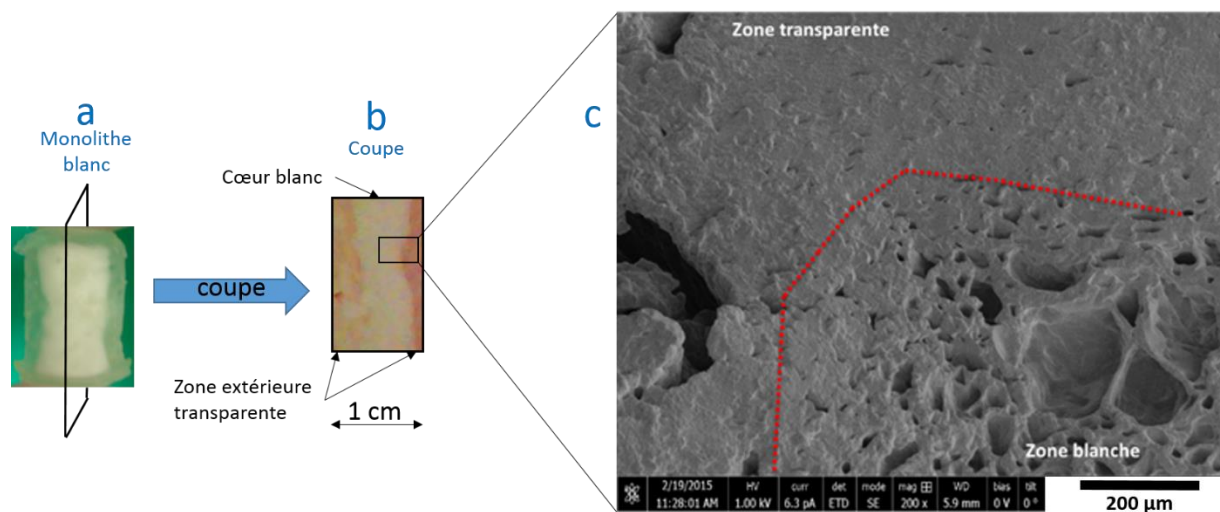 a
Monolithe
blanc
coupe
b
Coupe
Cœur blanc
Zone extérieure
transparente
1 cm
c
Zone transparente
Zone blanche
2/19/2015 HV curr det mode mag WD bias tilt
11:28:01 AM 1.00 kV 6.3 pA ETD SE 200 x 5.9 mm 0 V 0 °
200 µm